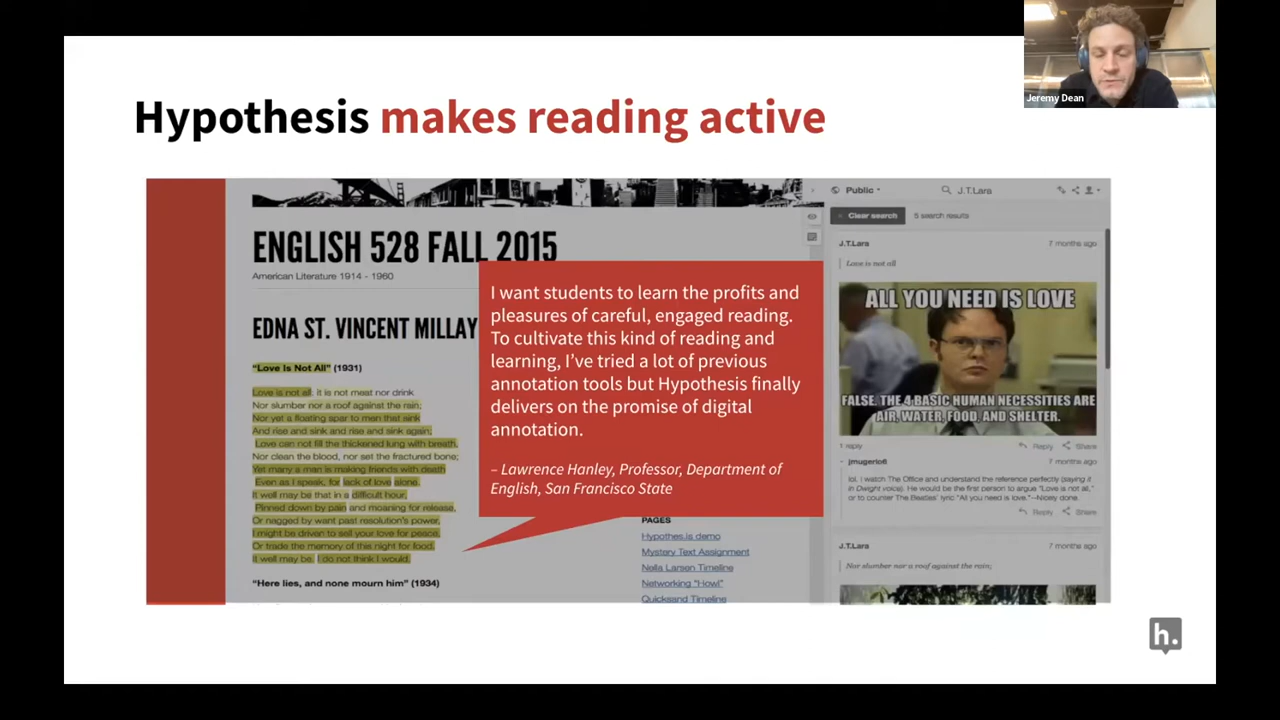 Jeremy Dean
Hypothesis makes reading active
ENGLISH 528 FALL 2015
American Literature 1914 - 1960
EDNA ST. VINCENT MILLAY
"Love Is Not All" (1931)
Love is not all: it is not meat nor drink
Nor slumber nor a roof against the rain;
Nor yet a floating spar to men that sink
And rise and sink and rise and sink again;
Love can not fill the thickened lung with breath,
Nor clean the blood, nor set the fractured bone;
Yet many a man is making friends with death
Even as I speak, for lack of love alone.
It well may be that in a difficult hour,
Pinned down by pain and moaning for release,
Or nagged by want past resolution's power,
I might be driven to sell your love for peace,
Or trade the memory of this night for food.
It well may be. I do not think I would.
"Here lies, and none mourn him" (1934)
I want students to learn the profits and
pleasures of careful, engaged reading.
To cultivate this kind of reading and
learning, I've tried a lot of previous
annotation tools but Hypothesis finally
delivers on the promise of digital
annotation.
– Lawrence Hanley, Professor, Department of
English, San Francisco State
PAGES
Hypothes.is demo
Mystery Text Assignment
Nella Larsen Timeline
Networking "Howl"
Quicksand Timeline
Public
J.T.Lara
Clear search
5 search results
J.T.Lara
7 months ago
Love is not all
ALL YOU NEED IS LOVE
FALSE. THE 4 BASIC HUMAN NECESSITIES ARE
AIR, WATER, FOOD, AND SHELTER.
1 reply
Reply
Share
jmugerio6
7 months ago
lol. I watch The Office and understand the reference perfectly (saying it
in Dwight voice). He would be the first person to argue "Love is not all,"
or to counter The Beatles' lyric "All you need is love."--Nicely done.
Reply
Share
J.T.Lara
7 months ago
Nor slumber nor a roof against the rain;
h.